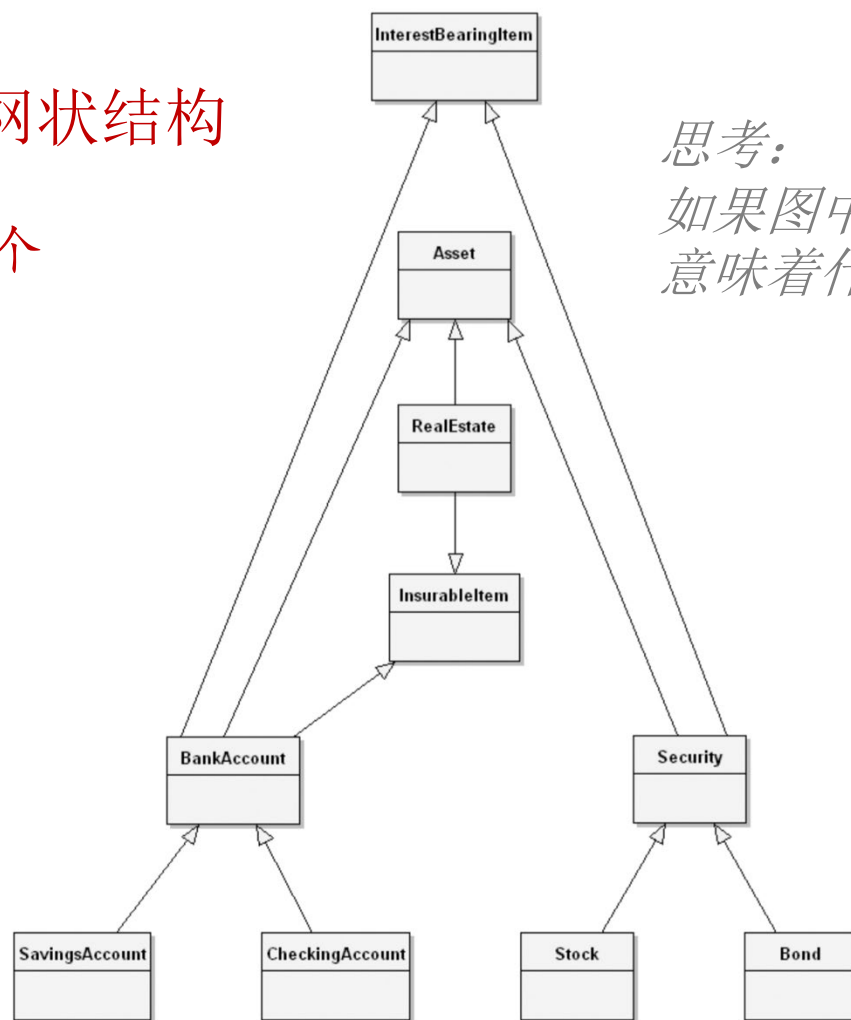 InterestBearingItem
网状结构
个
思考：
如果图中
意味着什
Asset
RealEstate
InsurableItem
BankAccount
Security
SavingsAccount
CheckingAccount
Stock
Bond